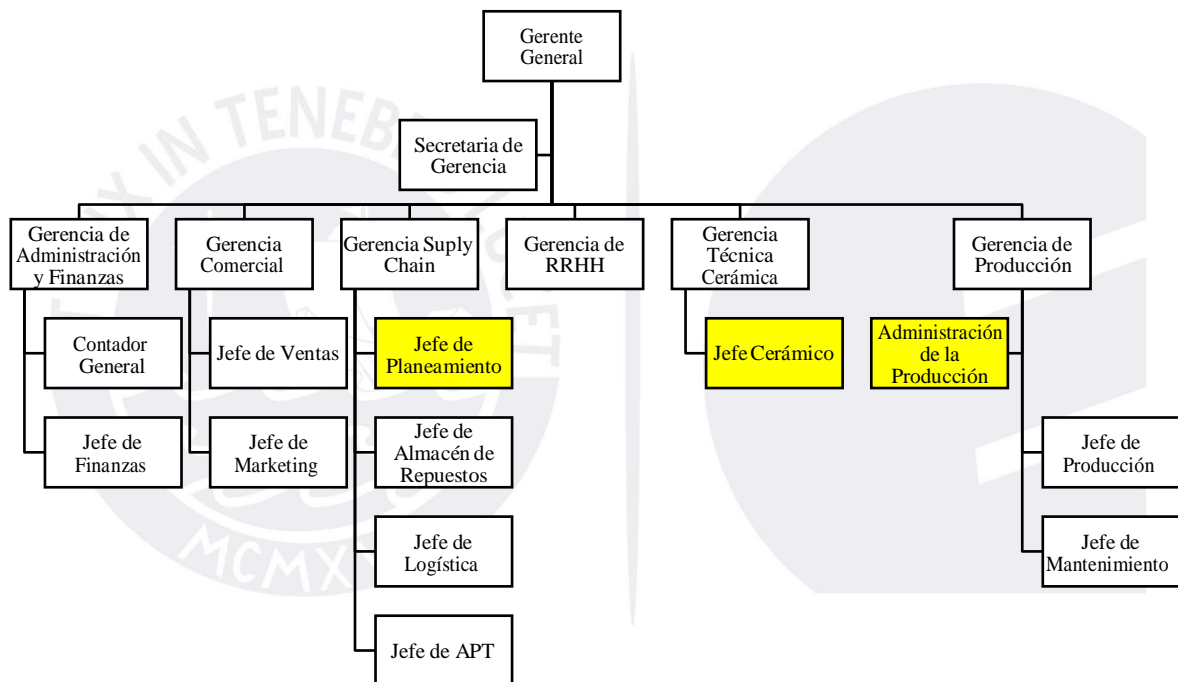 Gerente
General
Secretaria de
Gerencia
Gerencia de
Administración
y Finanzas
Gerencia
Comercial
Gerencia Suply
Chain
Gerencia de
RRHH
Gerencia
Técnica
Cerámica
Gerencia de
Producción
Contador
General
Jefe de Ventas
Jefe de
Planeamiento
Jefe Cerámico
Administración
de la
Producción
Jefe de
Finanzas
Jefe de
Marketing
Jefe de
Almacén de
Repuestos
Jefe de
Producción
Jefe de
Logística
Jefe de
Mantenimiento
Jefe de APT
IN TENEB
MCMX